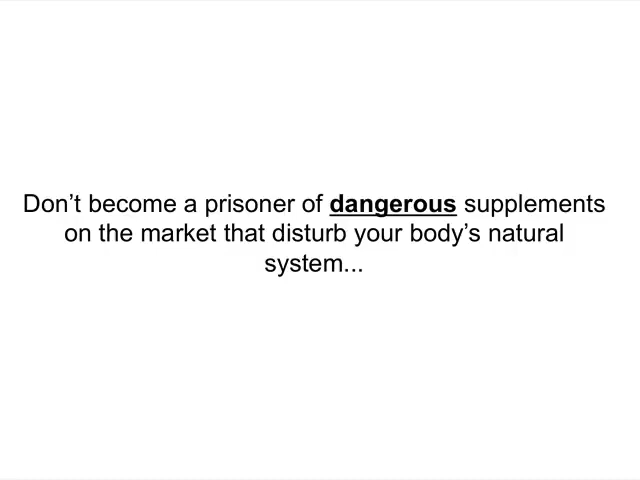 Don’t become a prisoner of dangerous supplements
on the market that disturb your body’s natural
system...